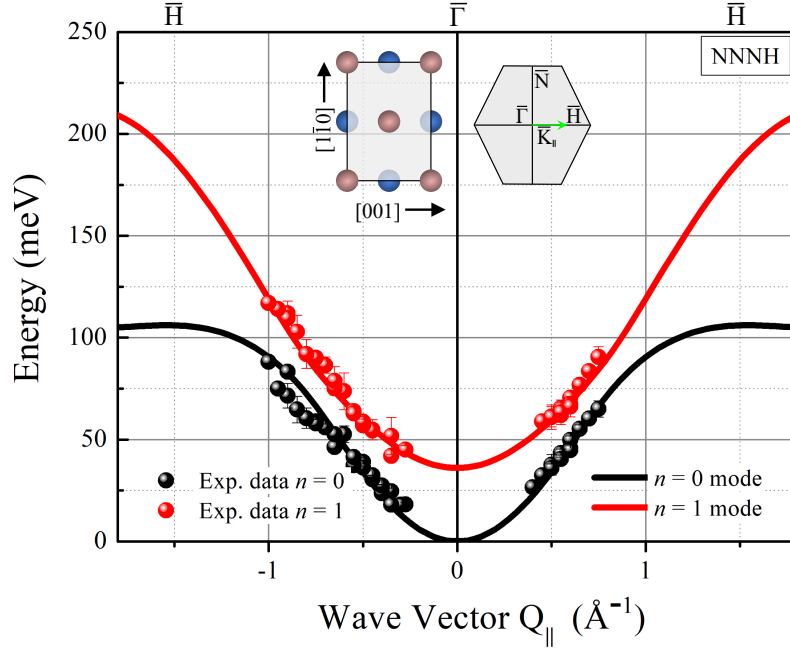 H̅ Γ̅ H̅
250
200
150
100
50
0
Energy (meV)
NNNH
[11̅0]
[001]
N̅
Γ̅ H̅
K̅∥
Exp. data n = 0
Exp. data n = 1
n = 0 mode
n = 1 mode
-1 0 1
Wave Vector Q∥ (Å⁻¹)